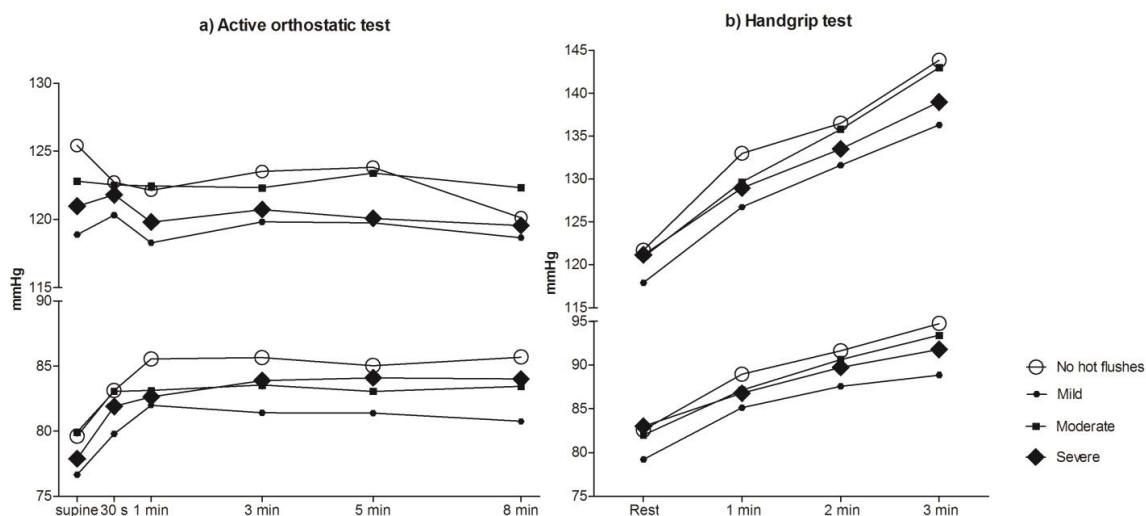 a) Active orthostatic test
b) Handgrip test
130
125
120
115
90
85
80
75
mmHg
supine 30 s 1 min 3 min 5 min 8 min
145
140
135
130
125
120
115
95
90
85
80
75
mmHg
Rest 1 min 2 min 3 min
No hot flushes
Mild
Moderate
Severe